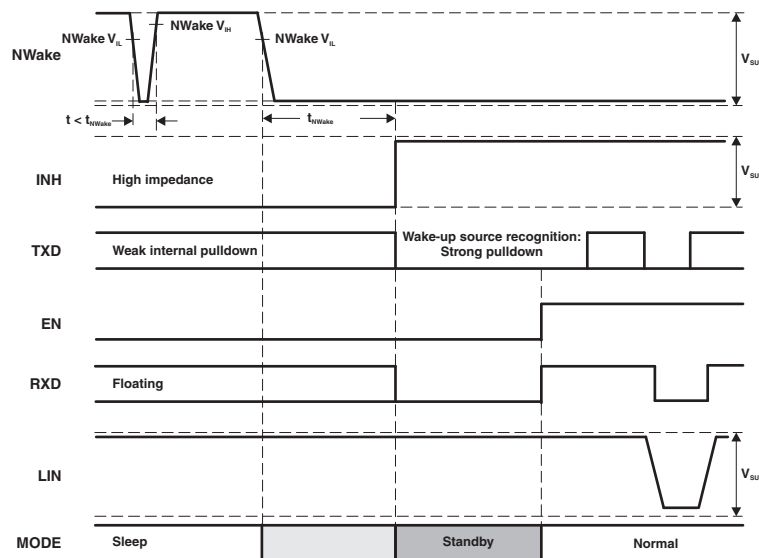 NWake V_IH
NWake V_IL
NWake V_IL
NWake
V_SU
t < t_NWake
t_NWake
INH
High impedance
V_SU
TXD
Weak internal pulldown
Wake-up source recognition:
Strong pulldown
EN
RXD
Floating
LIN
V_SU
MODE
Sleep
Standby
Normal